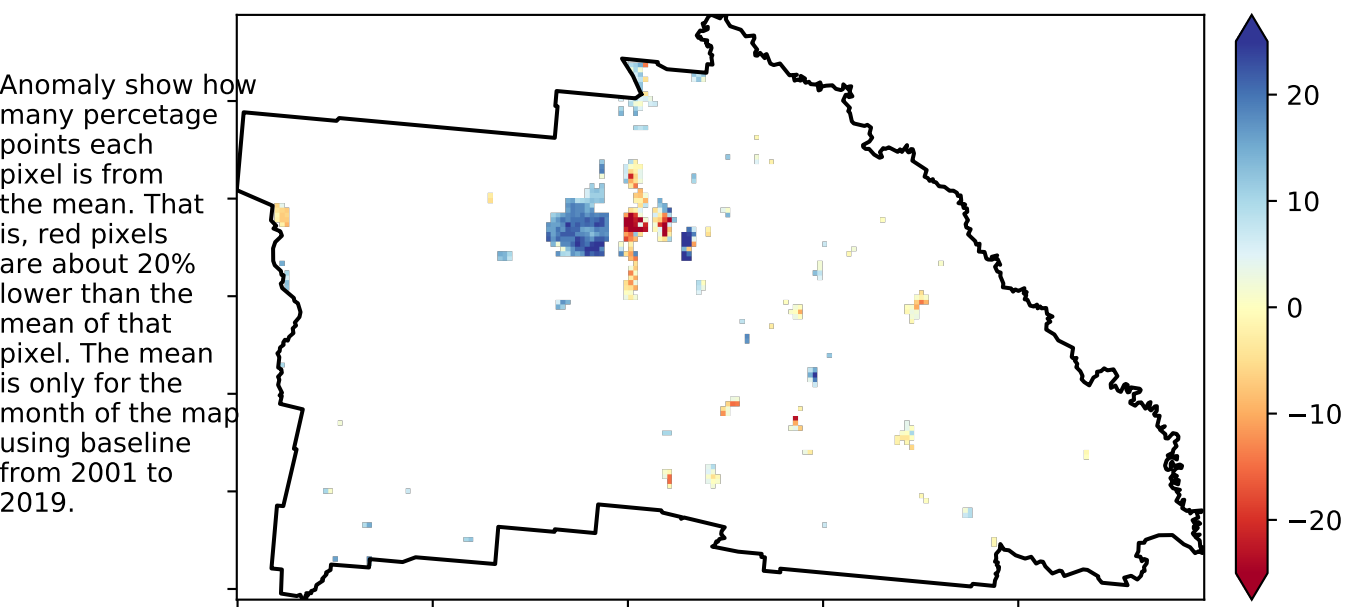 Anomaly show how
many percetage
points each
pixel is from
the mean. That
is, red pixels
are about 20%
lower than the
mean of that
pixel. The mean
is only for the
month of the map
using baseline
from 2001 to
2019.
20
10
0
−10
−20